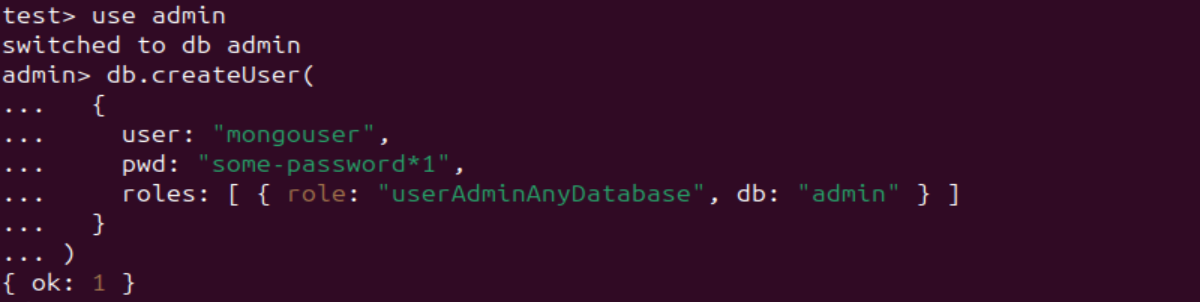 test> use admin
switched to db admin
admin> db.createUser(
...   {
...     user: "mongouser",
...     pwd: "some-password*1",
...     roles: [ { role: "userAdminAnyDatabase", db: "admin" } ]
...   }
... )
{ ok: 1 }